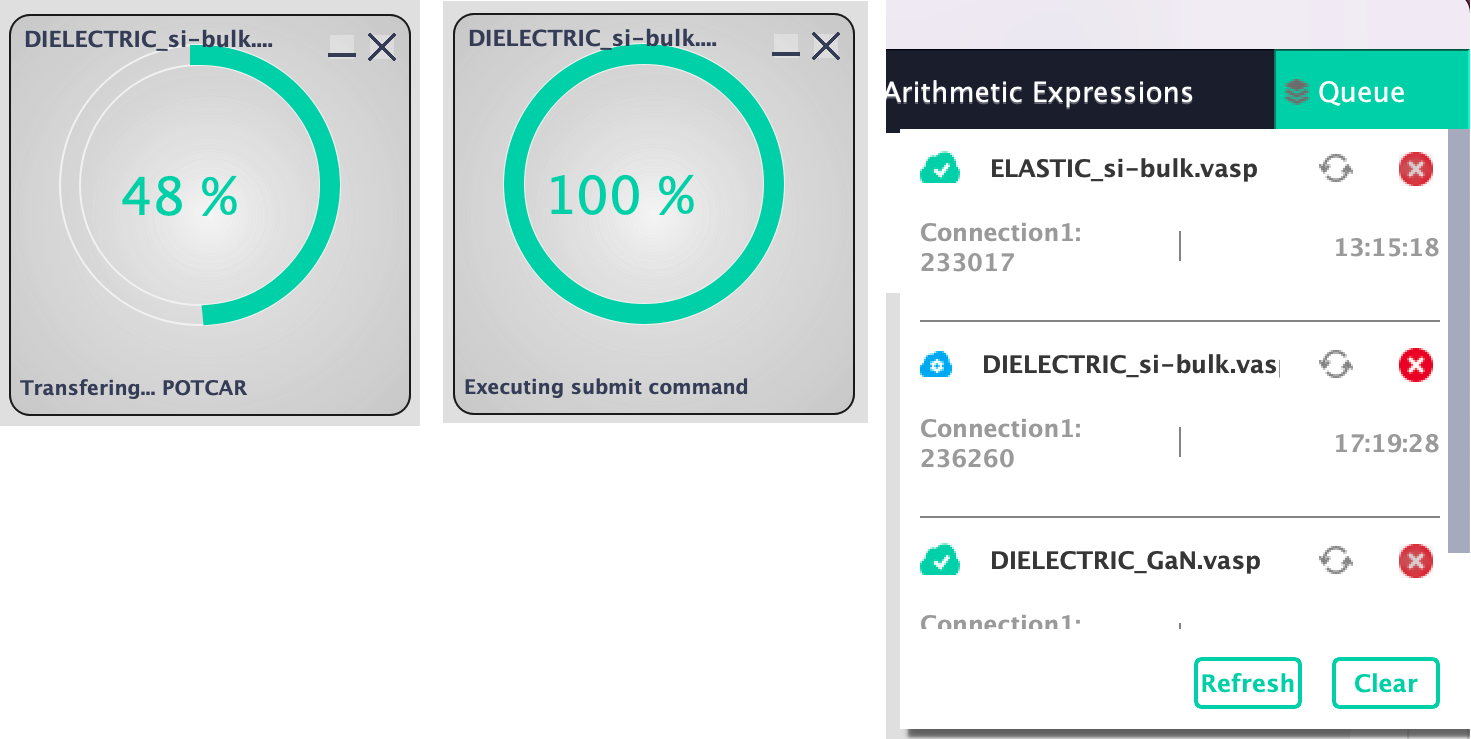 DIELECTRIC_si-bulk....
48 %
Transfering... POTCAR
DIELECTRIC_si-bulk....
100 %
Executing submit command
Arithmetic Expressions
Queue
ELASTIC_si-bulk.vasp
Connection1:
233017
13:15:18
DIELECTRIC_si-bulk.vasp
Connection1:
236260
17:19:28
DIELECTRIC_GaN.vasp
Connection1:
Refresh
Clear